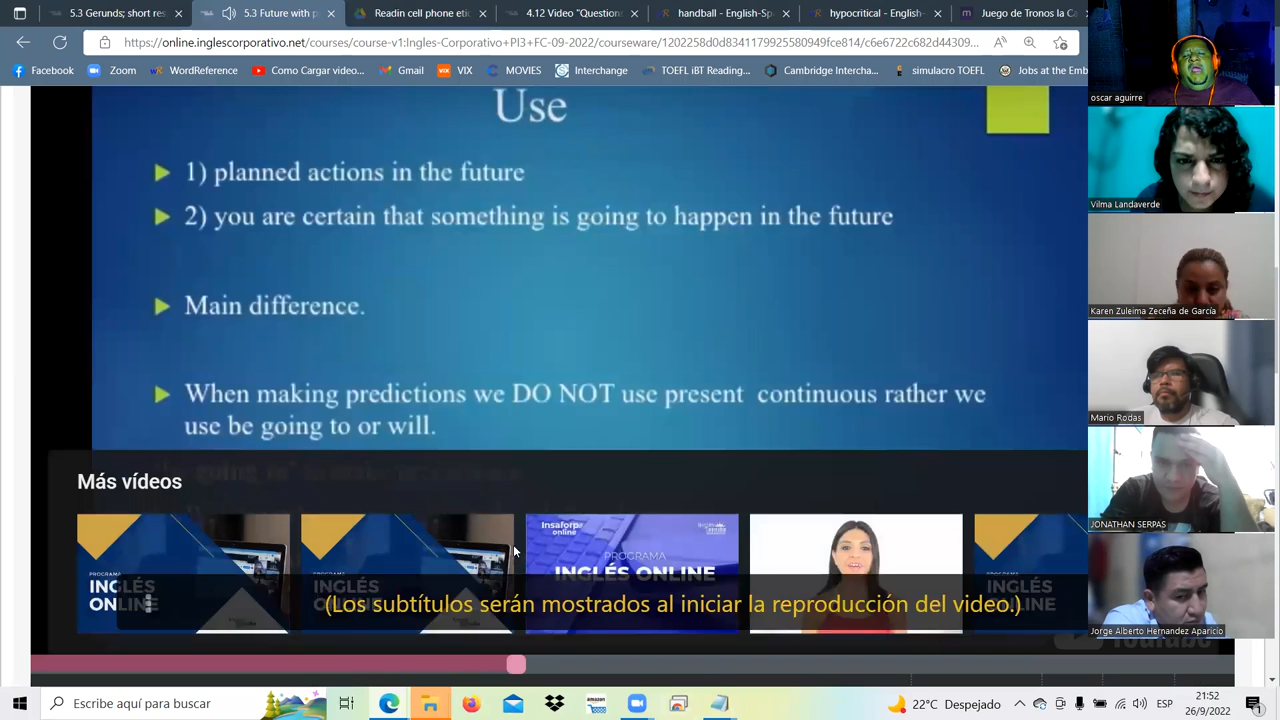 5.3 Gerunds; short res
5.3 Future with p
Readin cell phone eti
4.12 Video "Question
handball - English-Sp
hypocritical - English-
Juego de Tronos la Ca
https://online.inglescorporativo.net/courses/course-v1:Ingles-Corporativo+PI3+FC-09-2022/courseware/1202258d0d8341179925580949fce814/c6e6722c682d44309...
Facebook
Zoom
WordReference
Como Cargar video...
Gmail
VIX
MOVIES
Interchange
TOEFL iBT Reading...
Cambridge Intercha...
simulacro TOEFL
Jobs at the Emb
Use
1) planned actions in the future
2) you are certain that something is going to happen in the future
Main difference.
When making predictions we DO NOT use present continuous rather we
use be going to or will.
Más vídeos
PROGRAMA
INGLÉS
ONLINE
INGLÉS
ONLINE
Insaforp
online
PROGRAMA
INGLÉS ONLINE
INGLÉS
ONLINE
(Los subtítulos serán mostrados al iniciar la reproducción del video.)
oscar aguirre
Vilma Landaverde
Karen Zuleima Zeceña de García
Mario Rodas
JONATHAN SERPAS
Jorge Alberto Hernandez Aparicio
Escribe aquí para buscar
22°C Despejado
ESP
21:52
26/9/2022